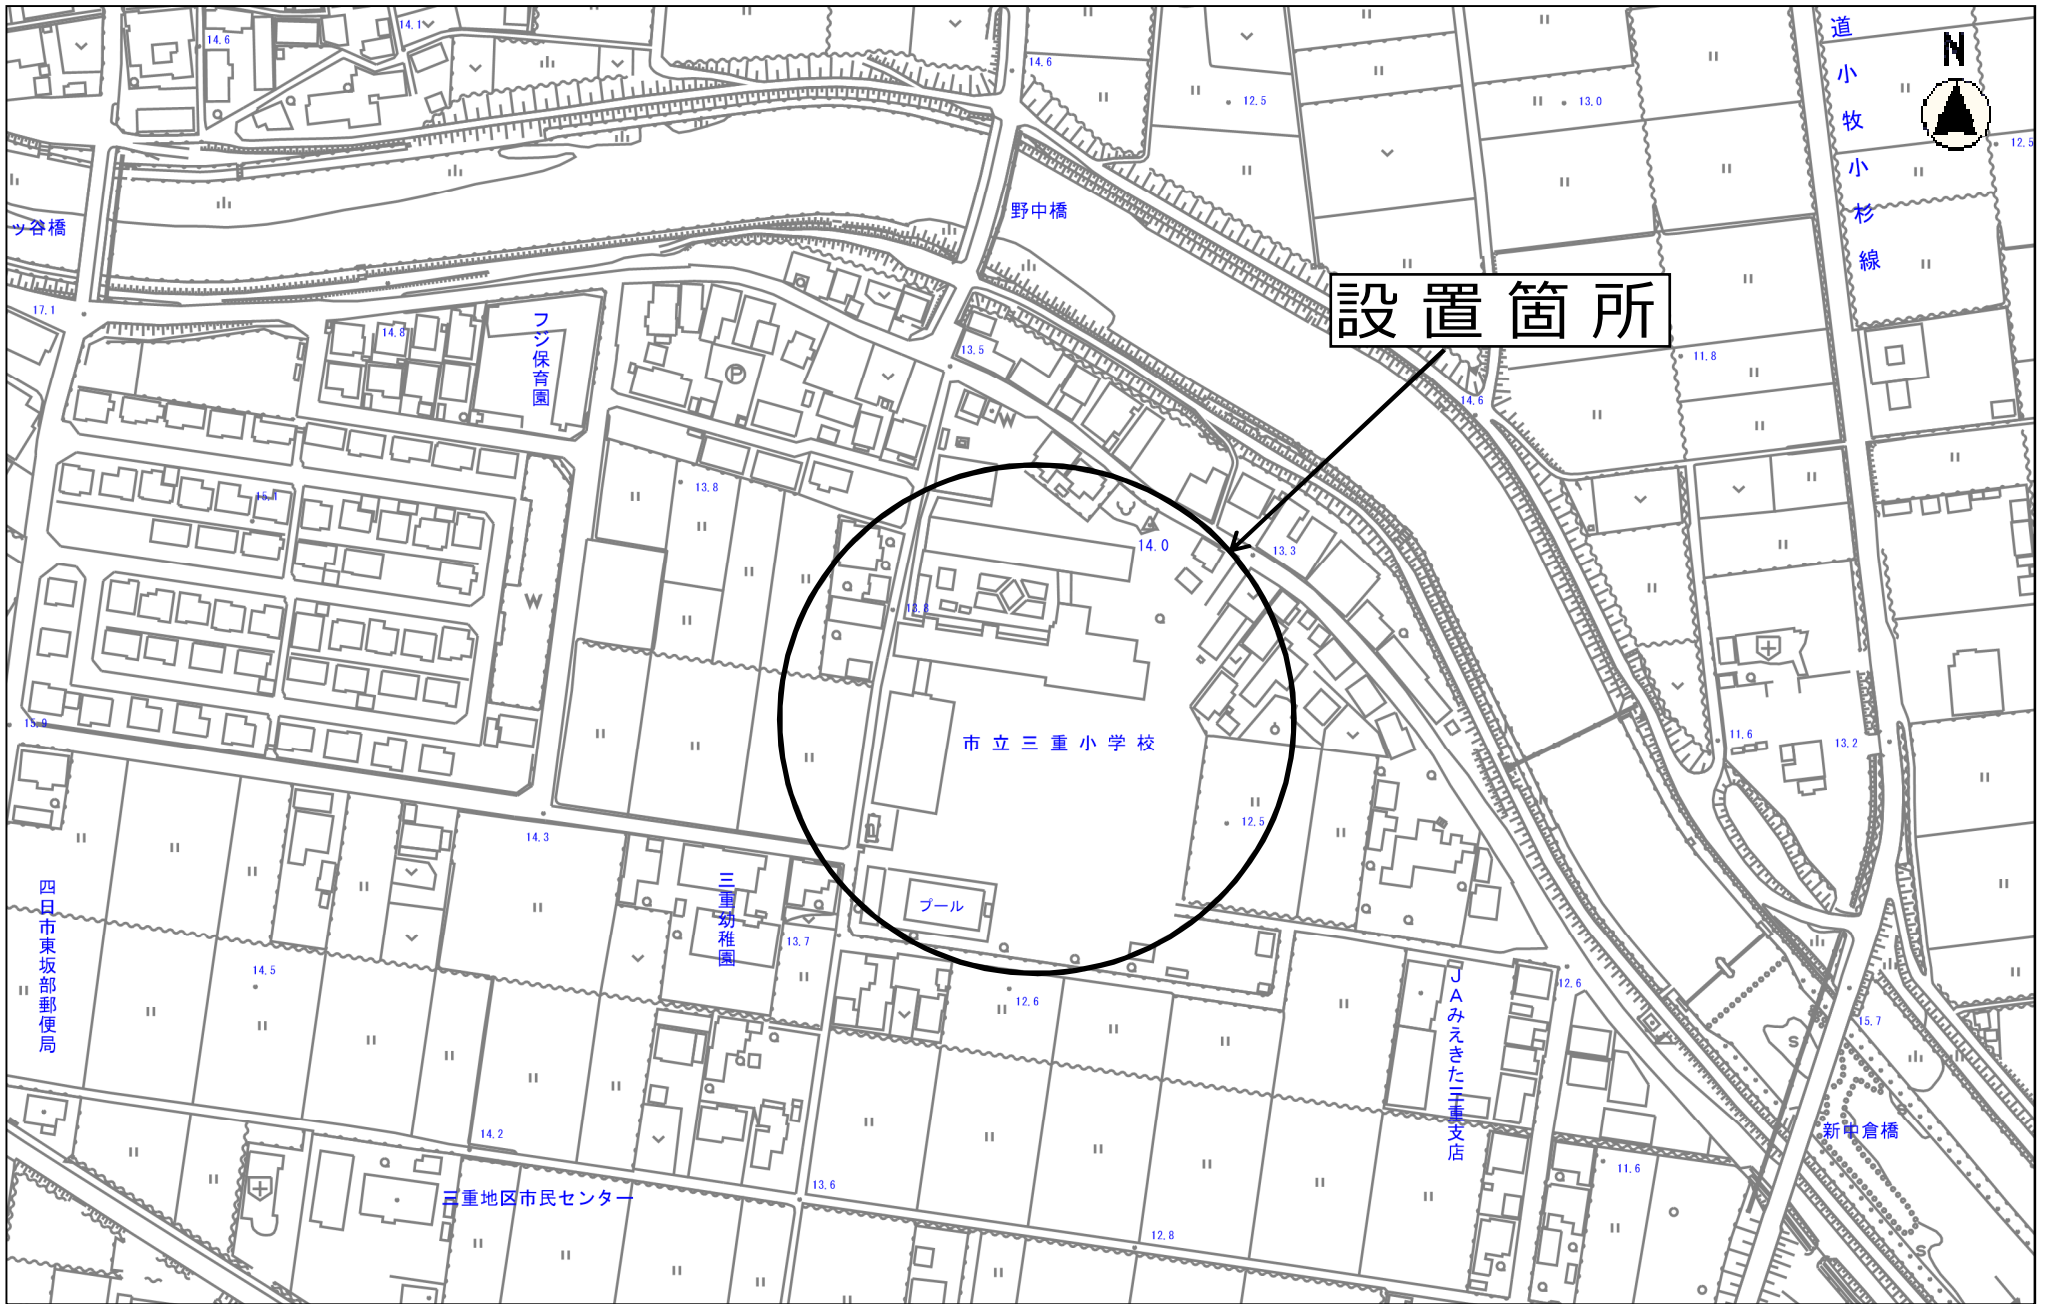 14.1
14.6
道小牧小杉線
N
14.6
12.5
13.0
12.5
ッ谷橋
野中橋
17.1
14.8
フジ保育園
13.5
設置箇所
11.8
14.6
W
P
15.1
13.8
14.0
13.3
W
13.8
15.9
市立三重小学校
11.6
13.2
14.3
12.5
四日市東坂部郵便局
三重幼稚園
プール
13.7
14.5
12.6
JAみえきた三重支店
12.6
15.7
S
新中倉橋
14.2
11.6
三重地区市民センター
13.6
12.8
S